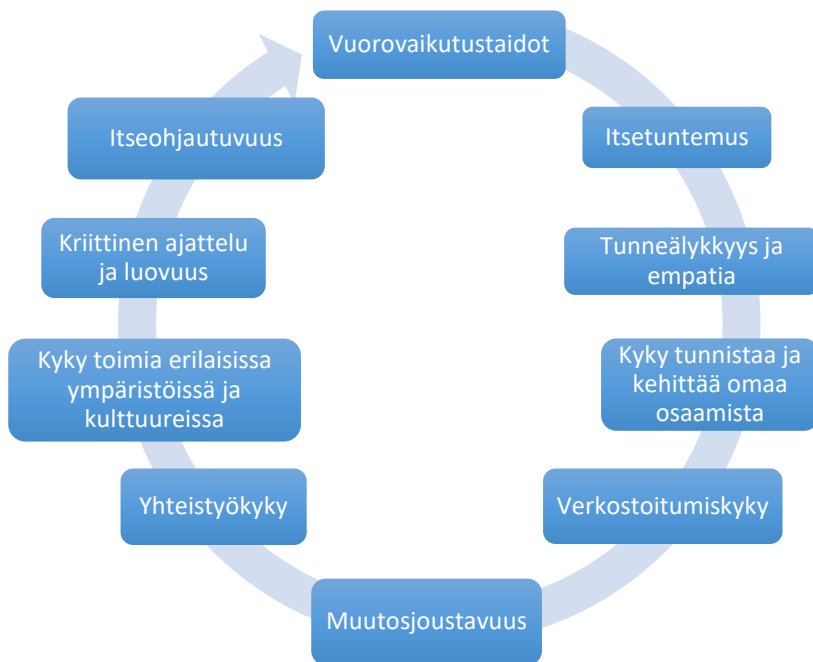 Vuorovaikutustaidot
Itsetuntemus
Tunneälykkyys ja
empatia
Kyky tunnistaa ja
kehittää omaa
osaamista
Verkostoitumiskyky
Muutosjoustavuus
Yhteistyökyky
Kyky toimia erilaisissa
ympäristöissä ja
kulttuureissa
Kriittinen ajattelu
ja luovuus
Itseohjautuvuus